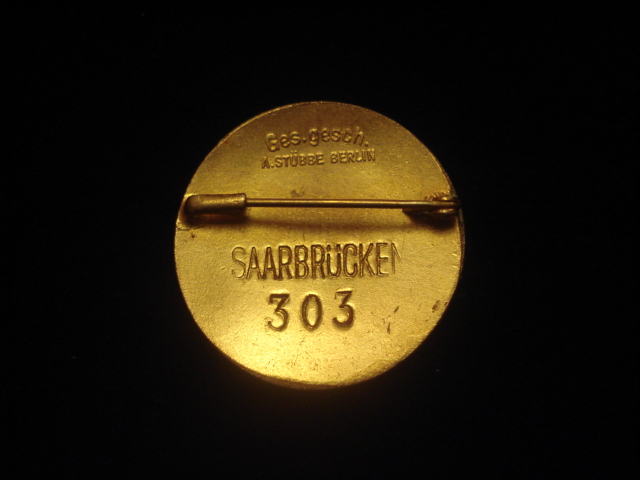 Ges.gesch.
A.STÜBBE BERLIN
SAARBRÜCKEN
303